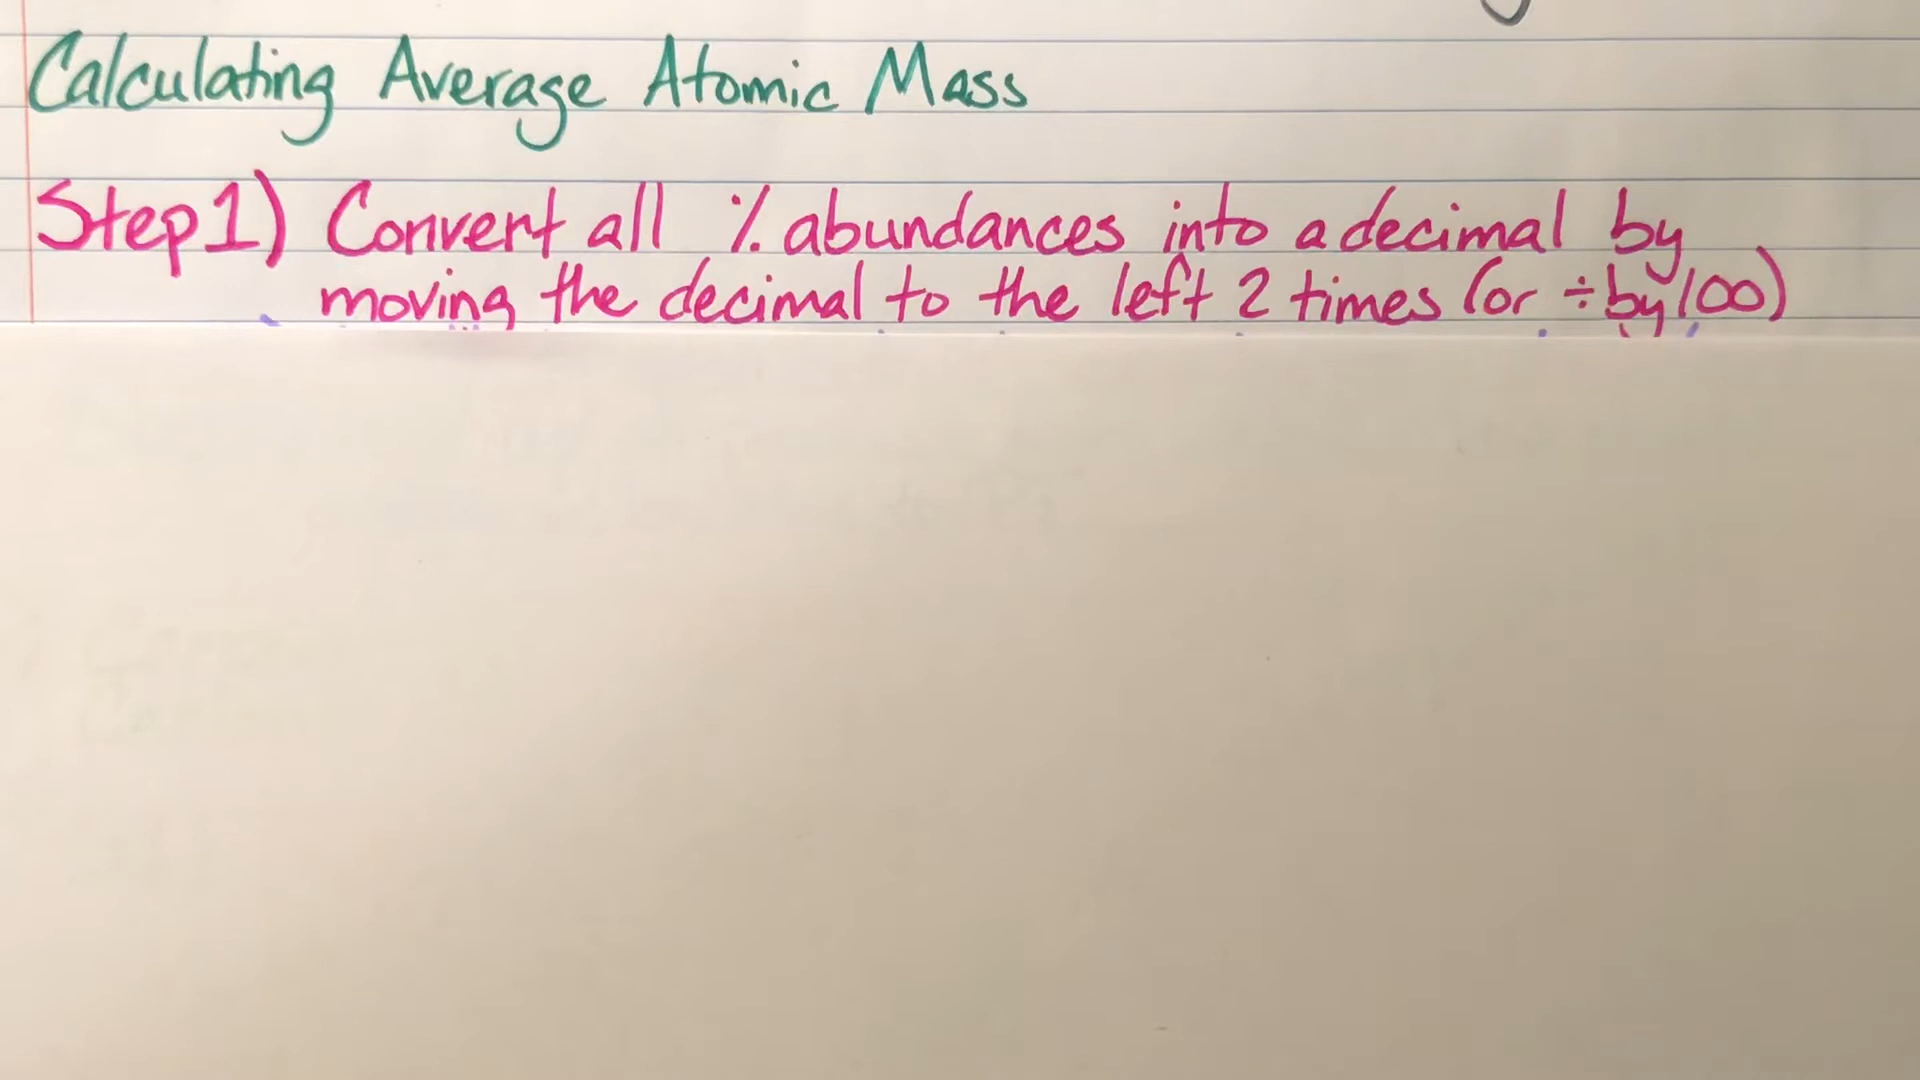 Calculating Average Atomic Mass
Step 1) Convert all % abundances into a decimal by
moving the decimal to the left 2 times (or ÷ by 100)